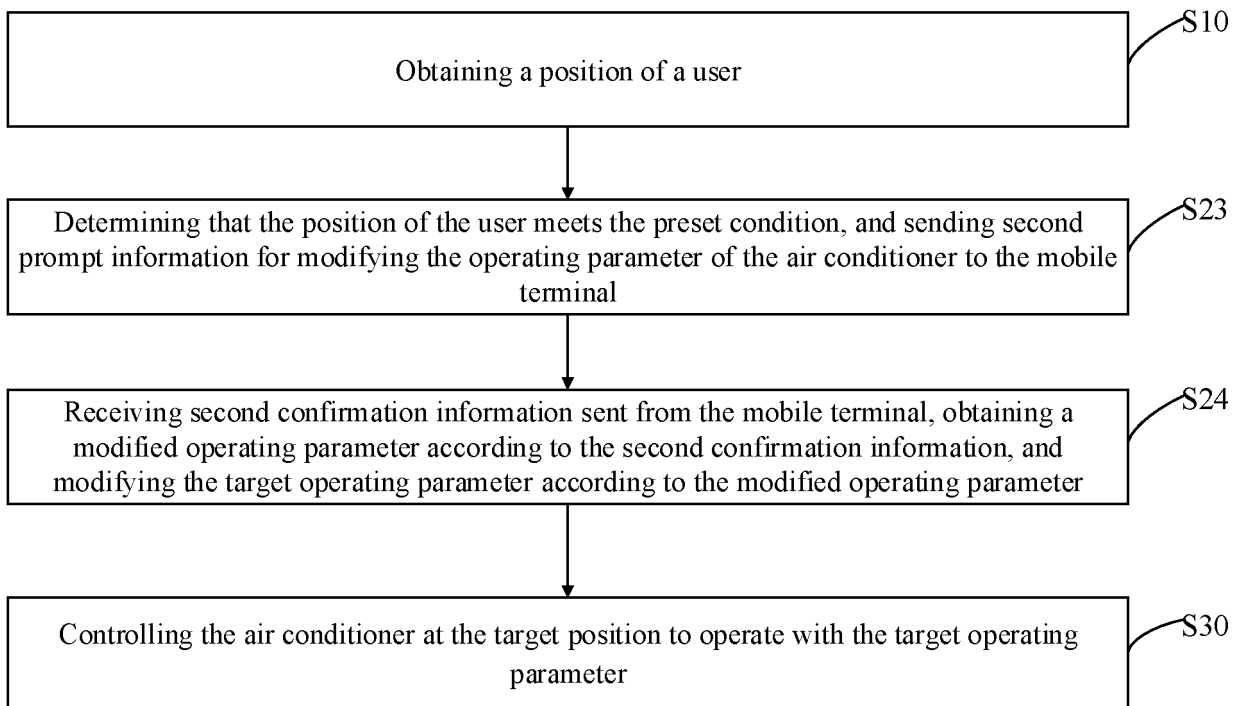 S10
Obtaining a position of a user
S23
Determining that the position of the user meets the preset condition, and sending second
prompt information for modifying the operating parameter of the air conditioner to the mobile
terminal
S24
Receiving second confirmation information sent from the mobile terminal, obtaining a
modified operating parameter according to the second confirmation information, and
modifying the target operating parameter according to the modified operating parameter
S30
Controlling the air conditioner at the target position to operate with the target operating
parameter